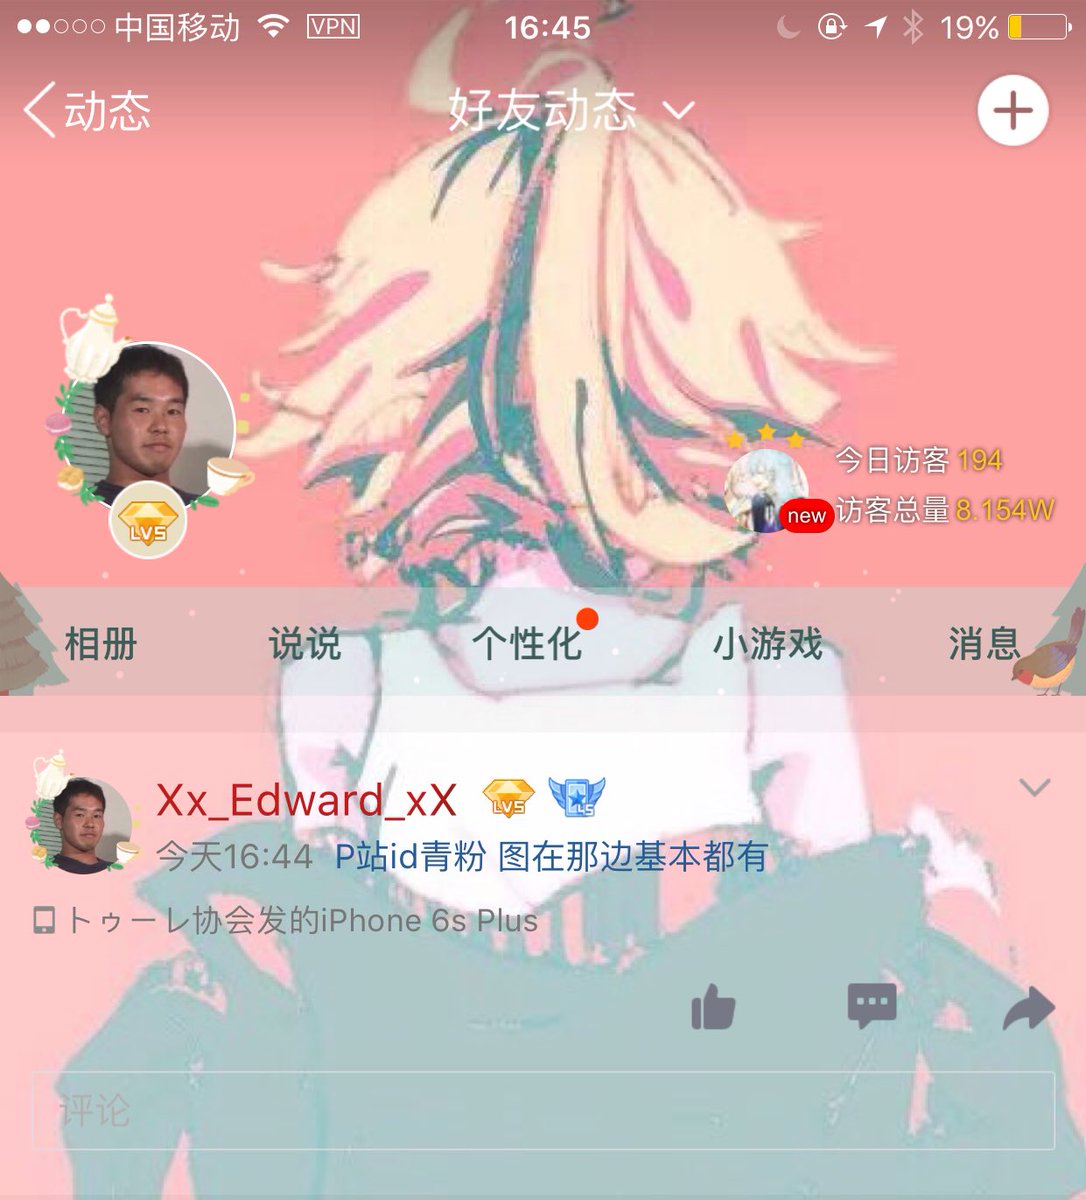 中国移动 VPN 16:45 19%
动态 好友动态
LV5
今日访客 194
new 访客总量 8.154W
相册 说说 个性化 小游戏 消息
Xx_Edward_xX LV5 L5
今天16:44 P站id青粉 图在那边基本都有
トゥーレ协会发的iPhone 6s Plus
评论